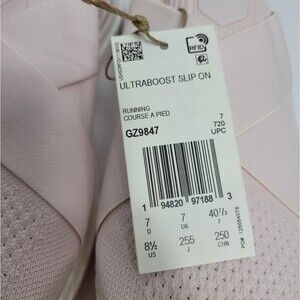 RFID
ULTRABOOST SLIP ON
RUNNING
COURSE A PIED
GZ9847
7
720
UPC
1 94820 97188 3
7 7 40²/₃
D UK F
8½ 255 250
US J CHN